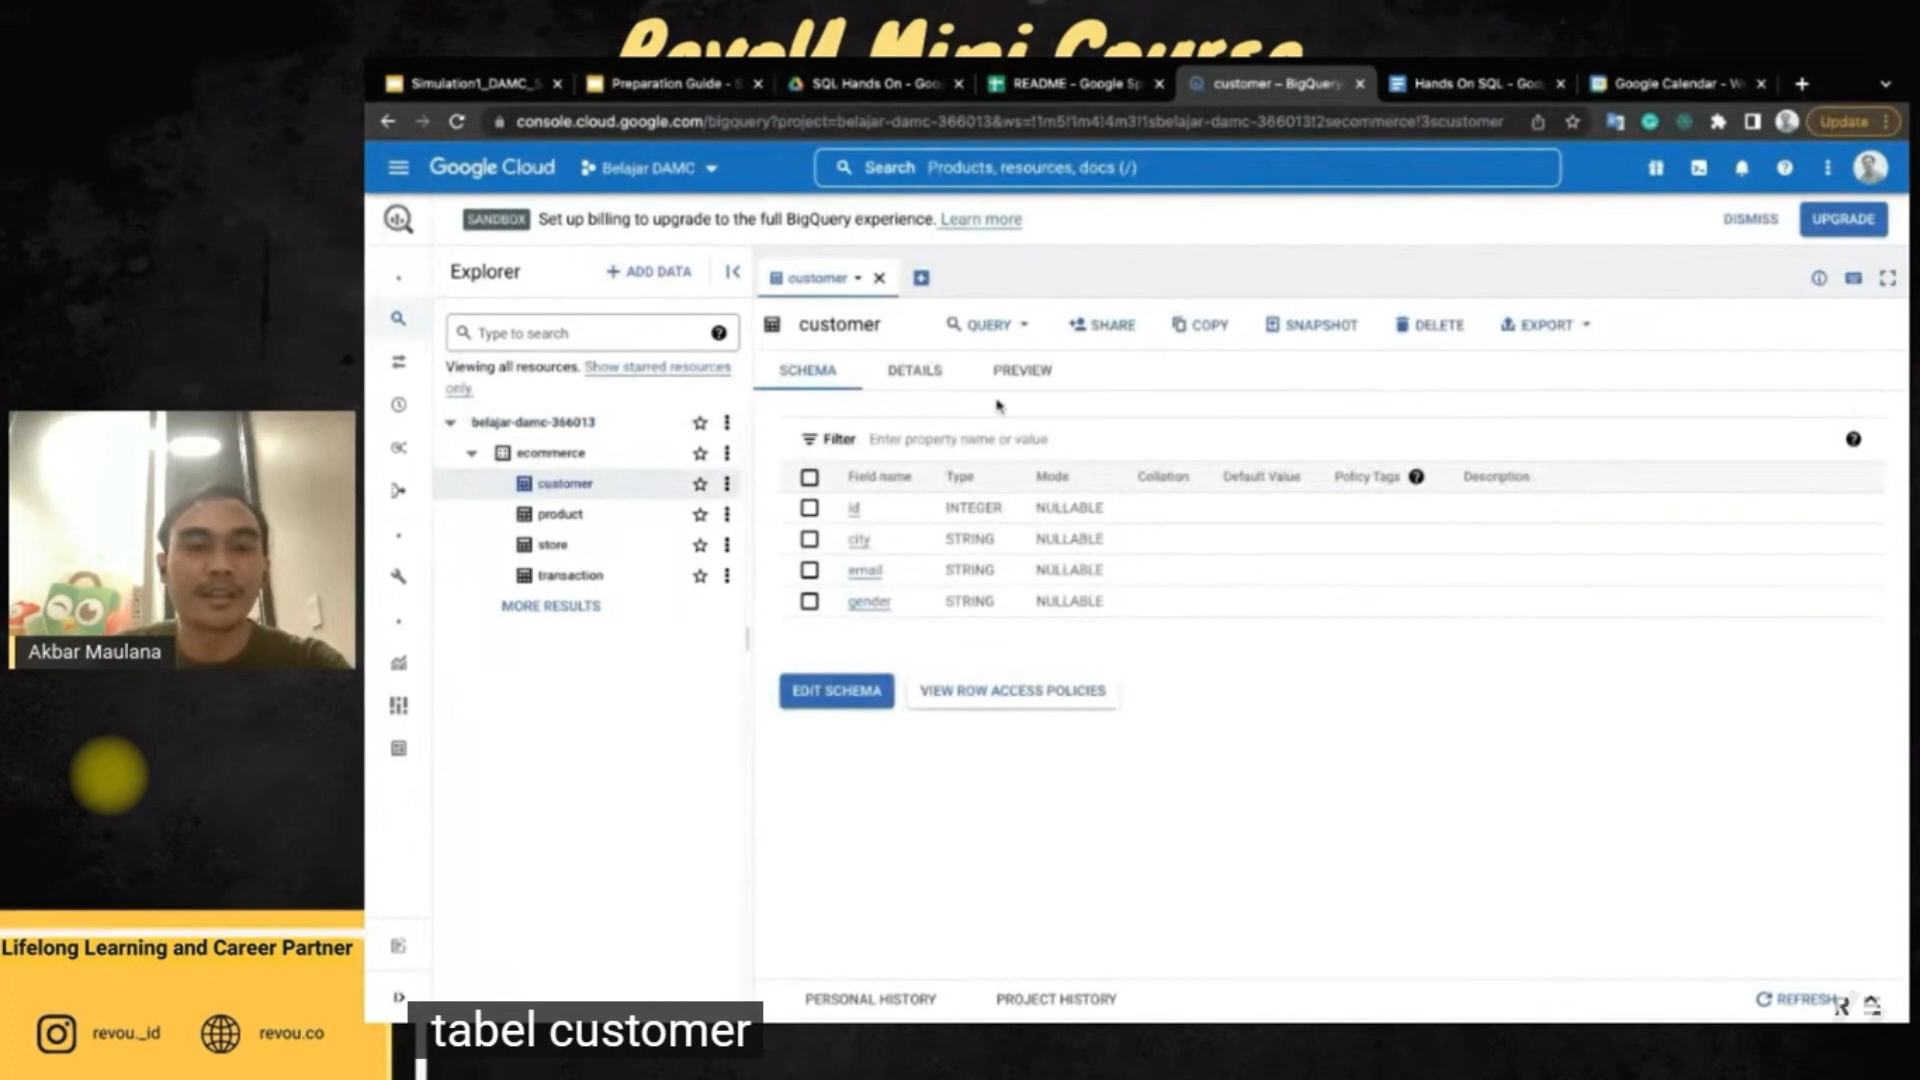 RevoU Mini Course
Simulation1_DAMC_S
Preparation Guide - S
SQL Hands On - Goo
README - Google Sp
customer – BigQuery
Hands On SQL - Goo
Google Calendar - W
console.cloud.google.com/bigquery?project=belajar-damc-366013&ws=!1m5!1m4!4m3!1sbelajar-damc-366013!2secommerce!3scustomer
Update
Google Cloud
Belajar DAMC
Search Products, resources, docs (/)
SANDBOX Set up billing to upgrade to the full BigQuery experience. Learn more
DISMISS
UPGRADE
Explorer
+ ADD DATA
customer
Type to search
Viewing all resources. Show starred resources
only.
belajar-damc-366013
ecommerce
customer
product
store
transaction
MORE RESULTS
customer
QUERY
SHARE
COPY
SNAPSHOT
DELETE
EXPORT
SCHEMA
DETAILS
PREVIEW
Filter Enter property name or value
Field name Type Mode Collation Default Value Policy Tags Description
id INTEGER NULLABLE
city STRING NULLABLE
email STRING NULLABLE
gender STRING NULLABLE
EDIT SCHEMA
VIEW ROW ACCESS POLICIES
PERSONAL HISTORY
PROJECT HISTORY
REFRESH
Akbar Maulana
Lifelong Learning and Career Partner
revou_id
revou.co
tabel customer